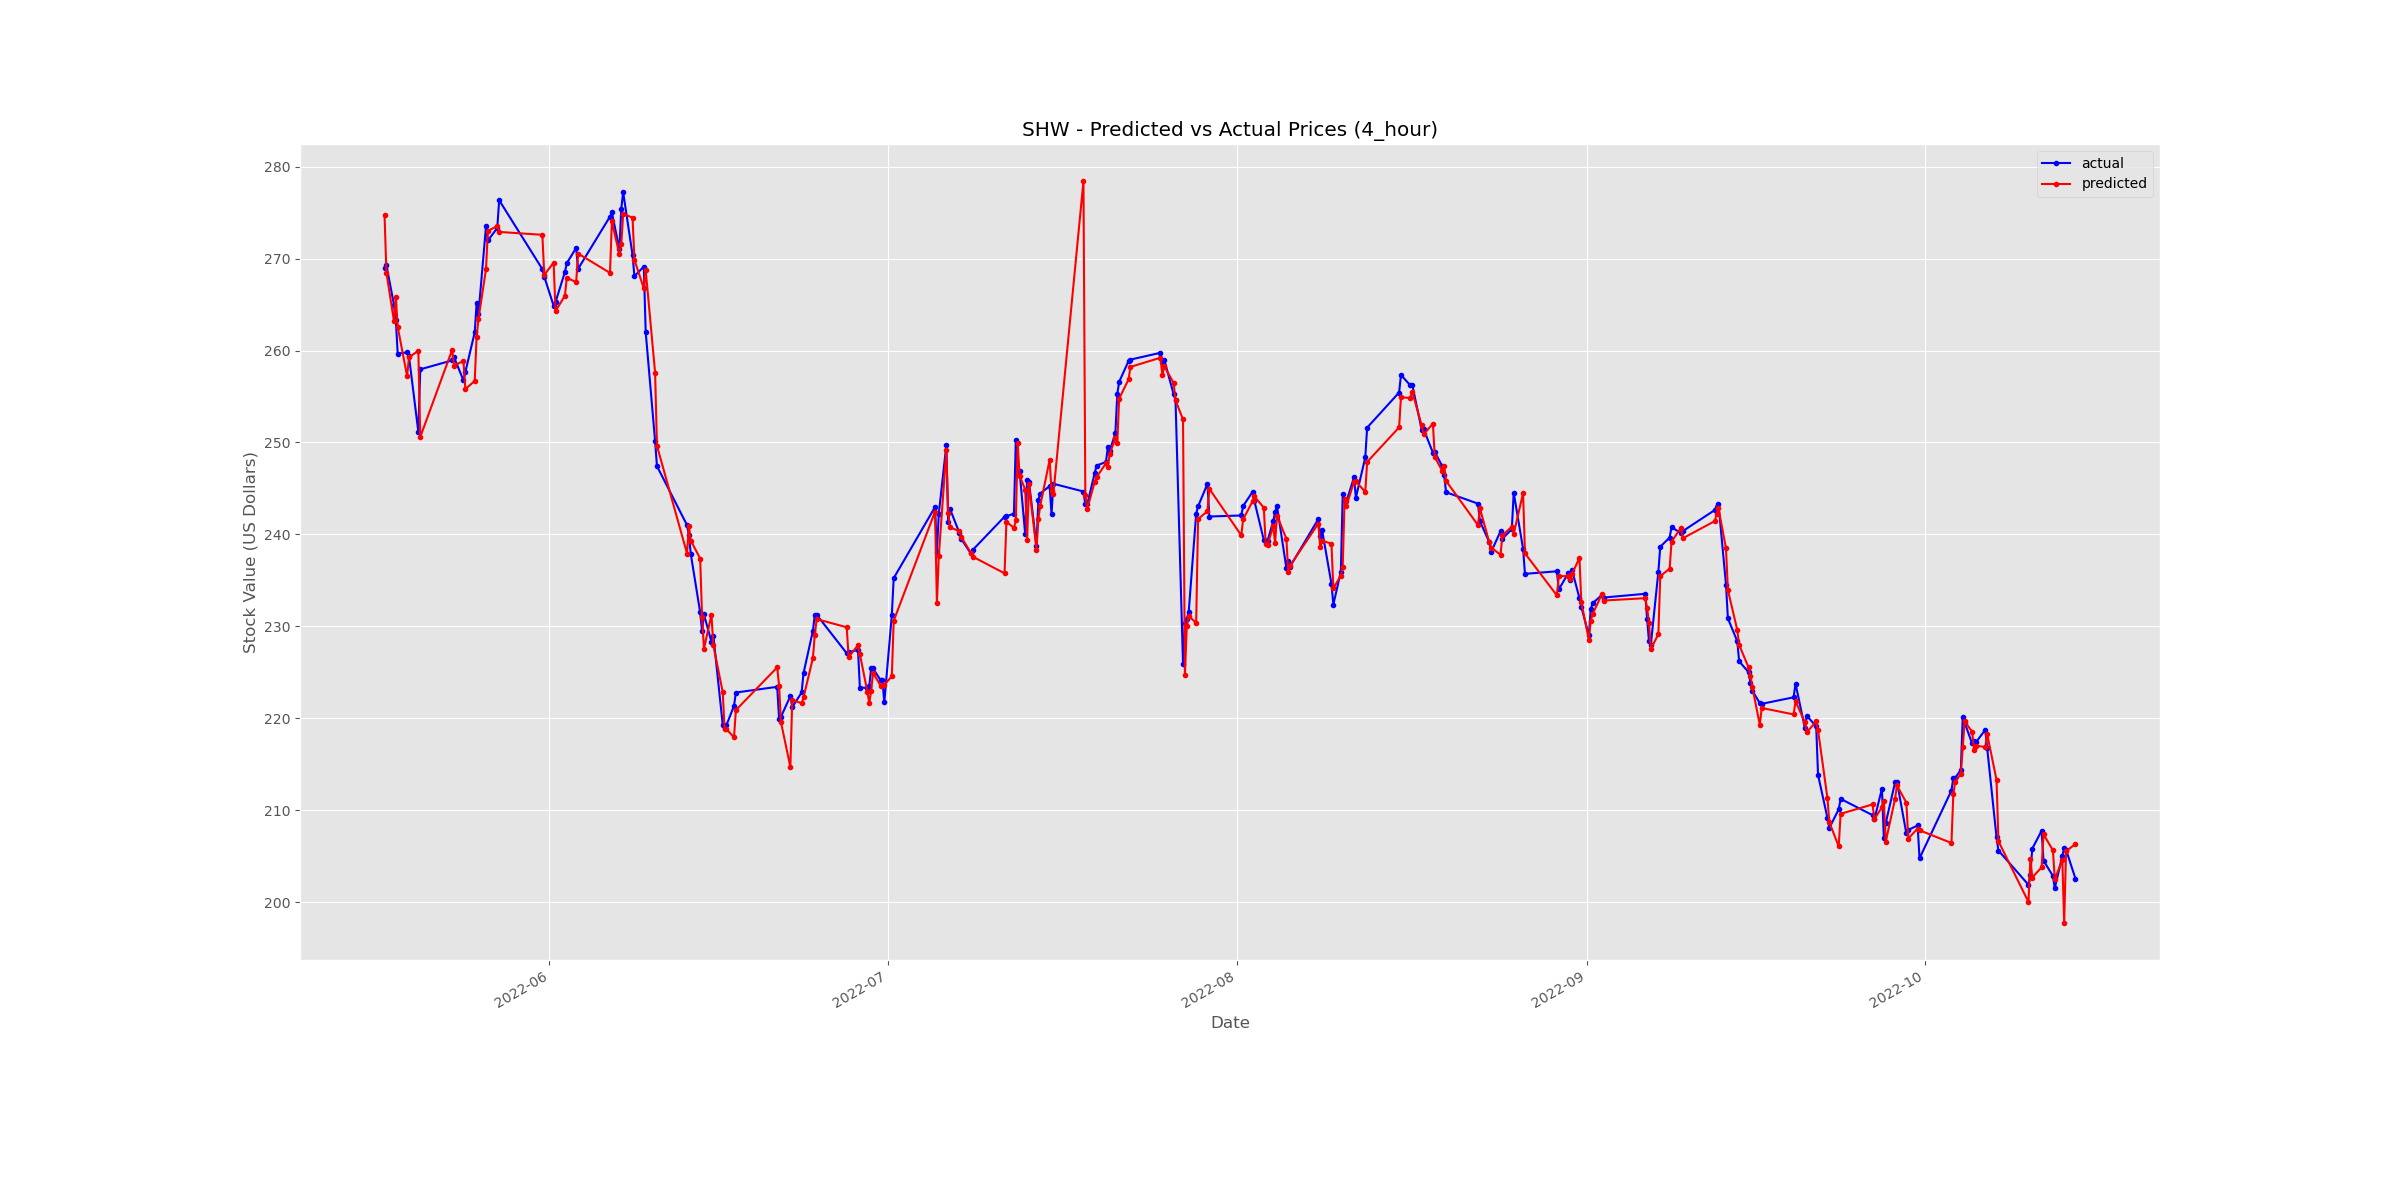 SHW - Predicted vs Actual Prices (4_hour)
actual
predicted
280
270
260
250
240
230
220
210
200
Stock Value (US Dollars)
2022-06
2022-07
2022-08
2022-09
2022-10
Date